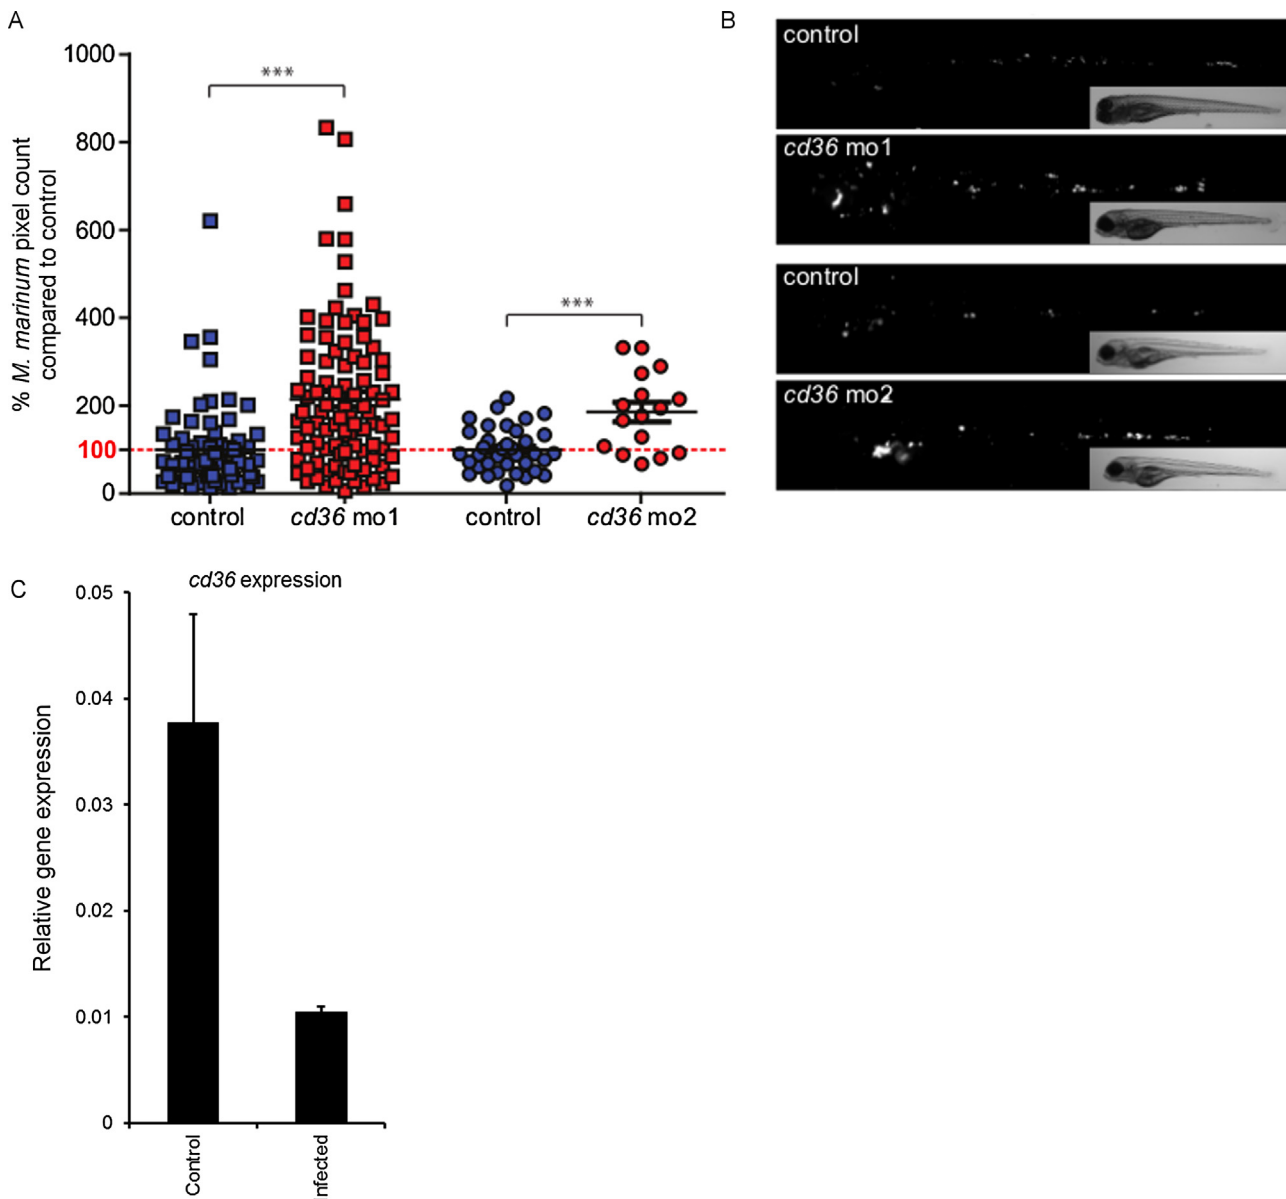 A
% M. marinum pixel count
compared to control
1000
800
600
400
200
100
0
***
***
control
cd36 mo1
control
cd36 mo2
B
control
cd36 mo1
control
cd36 mo2
C
cd36 expression
Relative gene expression
0.05
0.04
0.03
0.02
0.01
0
Control
nfected